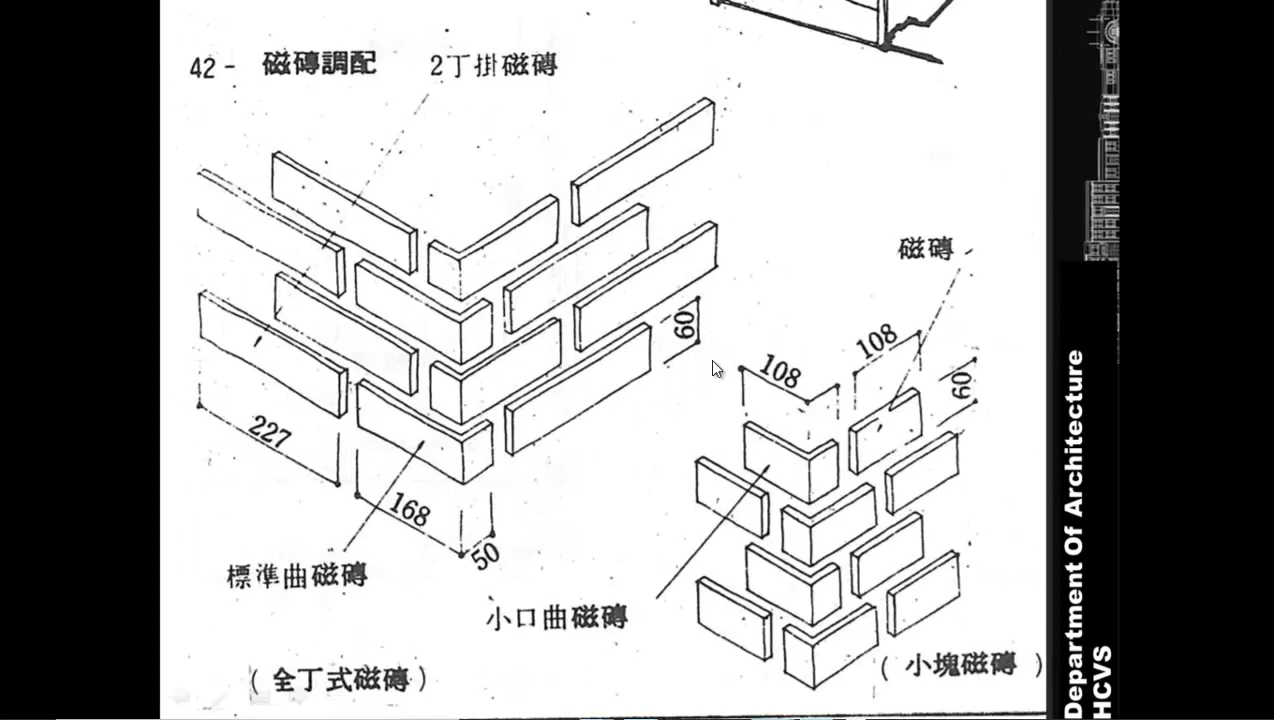 42- 磁磚調配
2丁掛磁磚
磁磚
108
108
60
60
227
168
50
標準曲磁磚
小口曲磁磚
(全丁式磁磚)
(小塊磁磚)
Department Of Architecture
HCVS